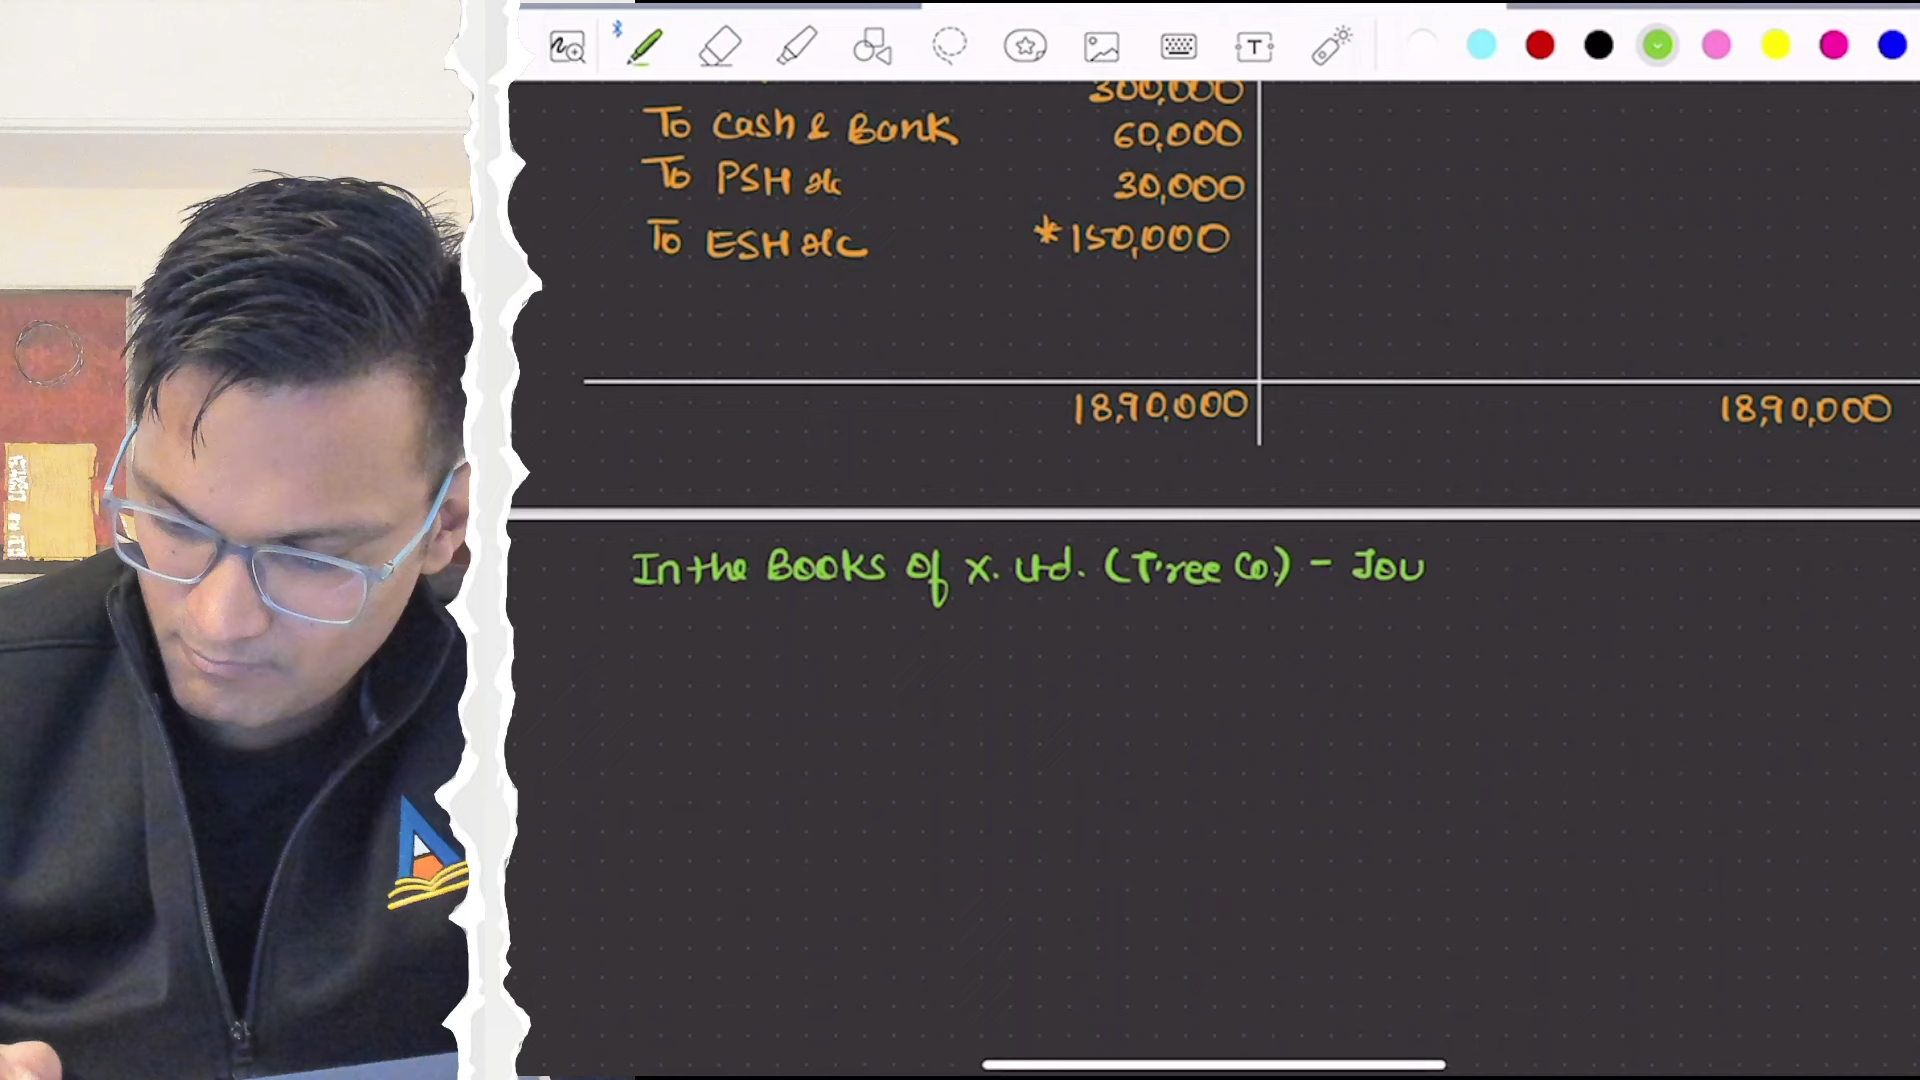 300,000
To Cash & Bank 60,000
To PSH a/c 30,000
To ESH a/c *150,000
18,90,000 18,90,000
In the Books of X. Ltd. (T'ree Co.) - Jou